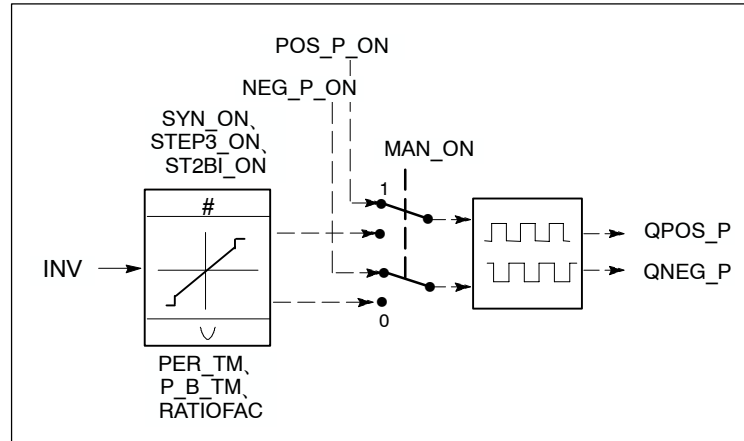 POS_P_ON
NEG_P_ON
SYN_ON、
STEP3_ON、
ST2BI_ON
MAN_ON
#
1
INV
QPOS_P
QNEG_P
0
PER_TM、
P_B_TM、
RATIOFAC